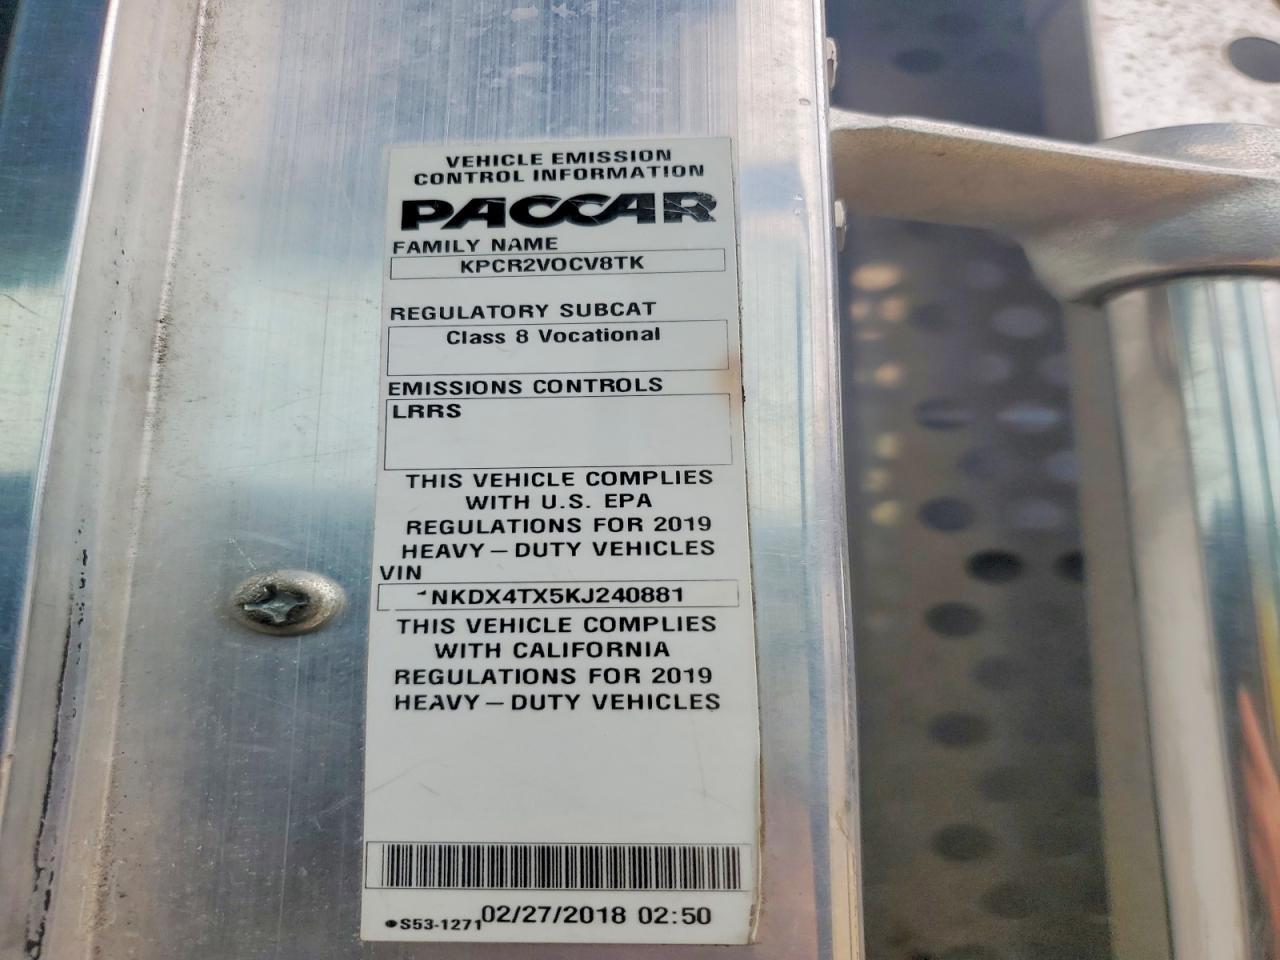 VEHICLE EMISSION
CONTROL INFORMATION
PACCAR
FAMILY NAME
KPCR2VOCV8TK
REGULATORY SUBCAT
Class 8 Vocational
EMISSIONS CONTROLS
LRRS
THIS VEHICLE COMPLIES
WITH U.S. EPA
REGULATIONS FOR 2019
HEAVY-DUTY VEHICLES
VIN
NKDX4TX5KJ240881
THIS VEHICLE COMPLIES
WITH CALIFORNIA
REGULATIONS FOR 2019
HEAVY-DUTY VEHICLES
S53-1271 02/27/2018 02:50